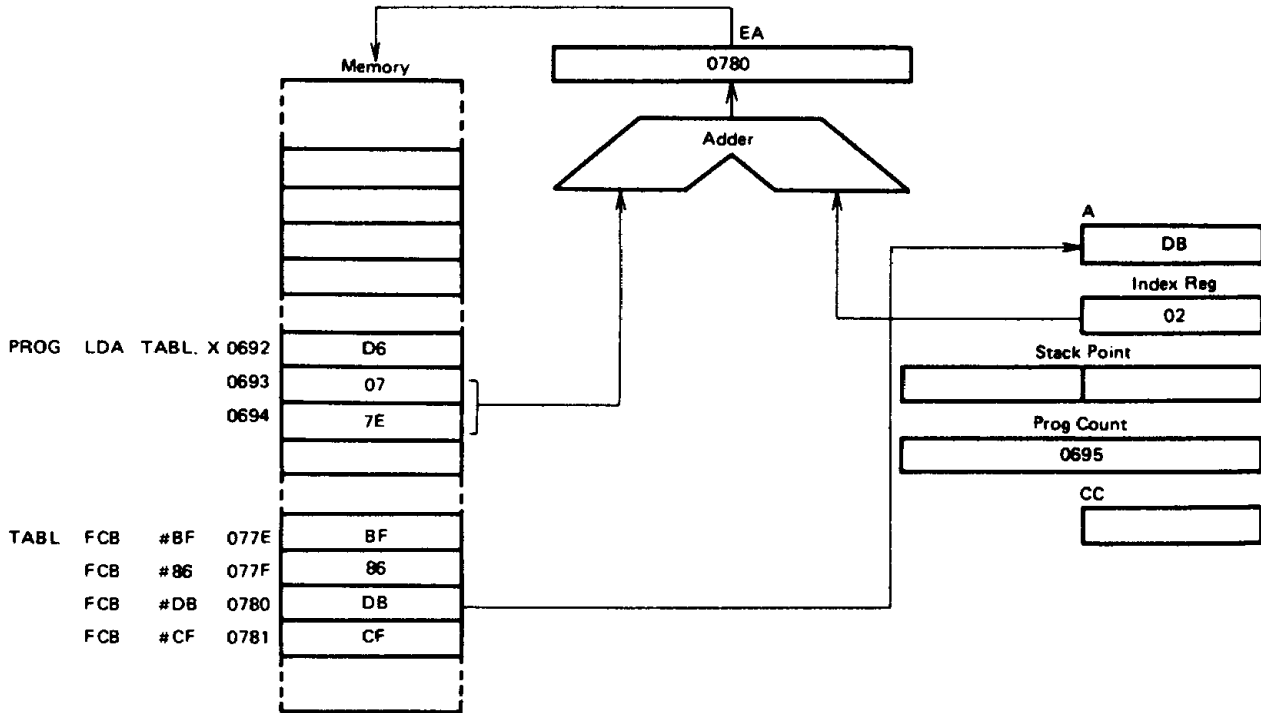 EA
0780
Memory
Adder
A
DB
Index Reg
02
PROG LDA TABL. X 0692 D6
0693 07
0694 7E
Stack Point
Prog Count
0695
CC
TABL FCB #BF 077E BF
FCB #86 077F 86
FCB #DB 0780 DB
FCB #CF 0781 CF